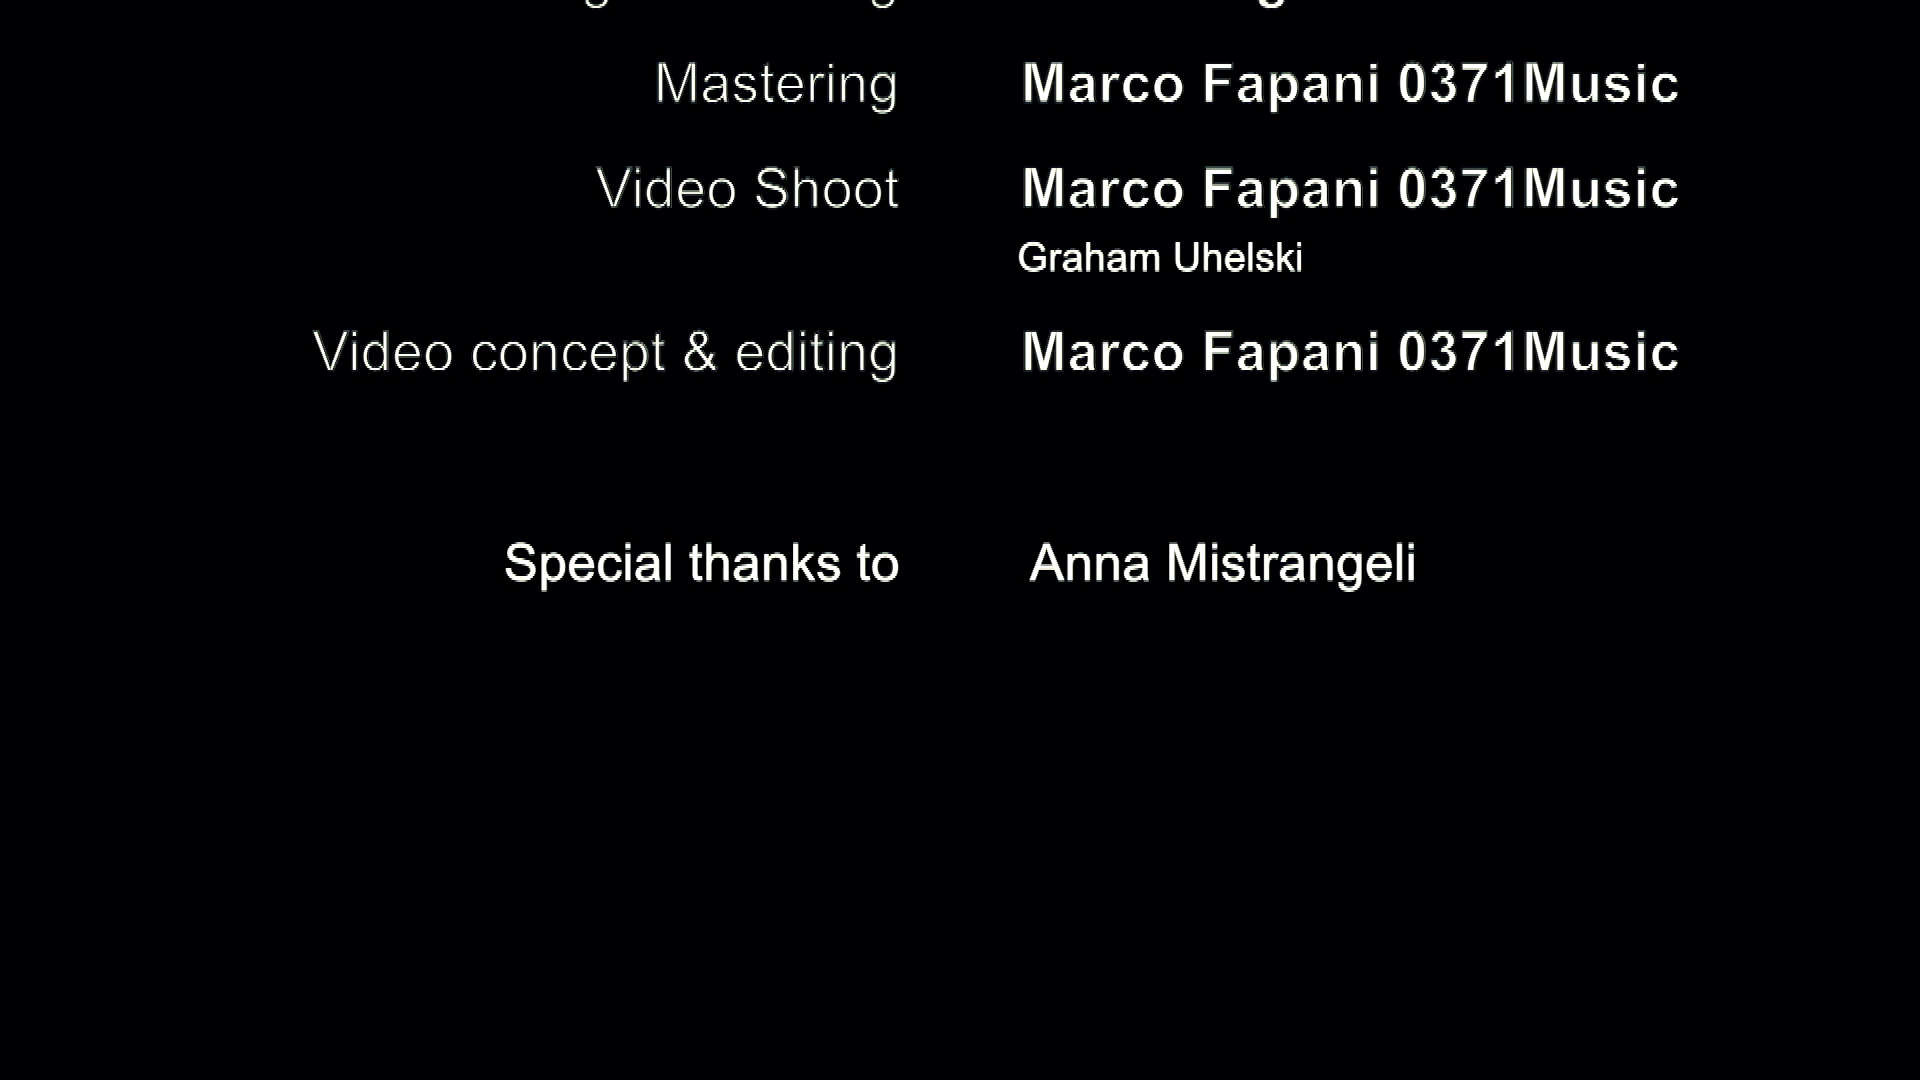 Mastering Marco Fapani 0371Music
Video Shoot Marco Fapani 0371Music
Graham Uhelski
Video concept & editing Marco Fapani 0371Music
Special thanks to Anna Mistrangeli